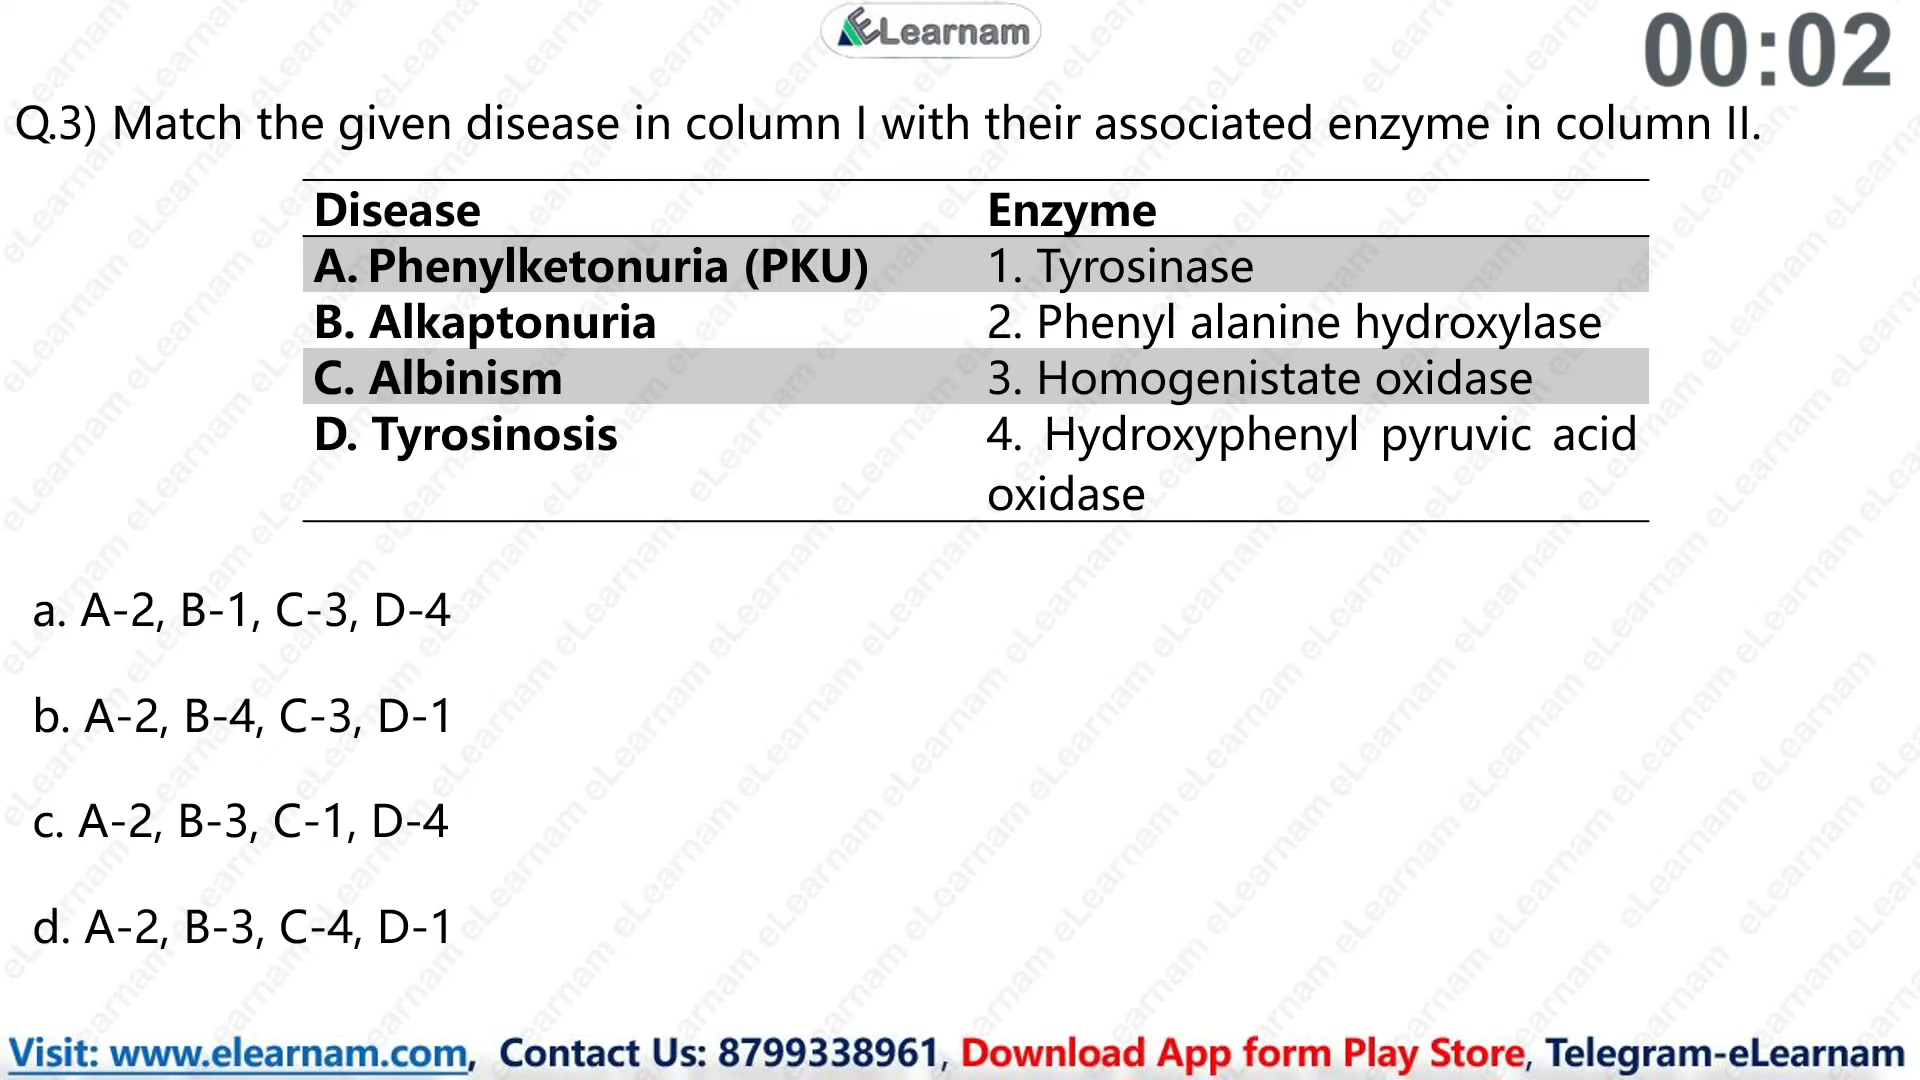 ELearnam
00:02
Q.3) Match the given disease in column I with their associated enzyme in column II.
Disease Enzyme
A. Phenylketonuria (PKU) 1. Tyrosinase
B. Alkaptonuria 2. Phenyl alanine hydroxylase
C. Albinism 3. Homogenistate oxidase
D. Tyrosinosis 4. Hydroxyphenyl pyruvic acid
oxidase
a. A-2, B-1, C-3, D-4
b. A-2, B-4, C-3, D-1
c. A-2, B-3, C-1, D-4
d. A-2, B-3, C-4, D-1
Visit: www.elearnam.com, Contact Us: 8799338961, Download App form Play Store, Telegram-eLearnam